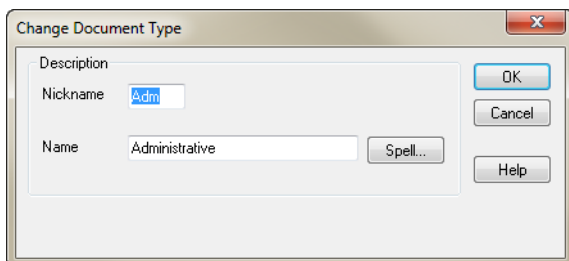 Change Document Type
Description
Nickname Adm
Name Administrative Spell...
OK
Cancel
Help